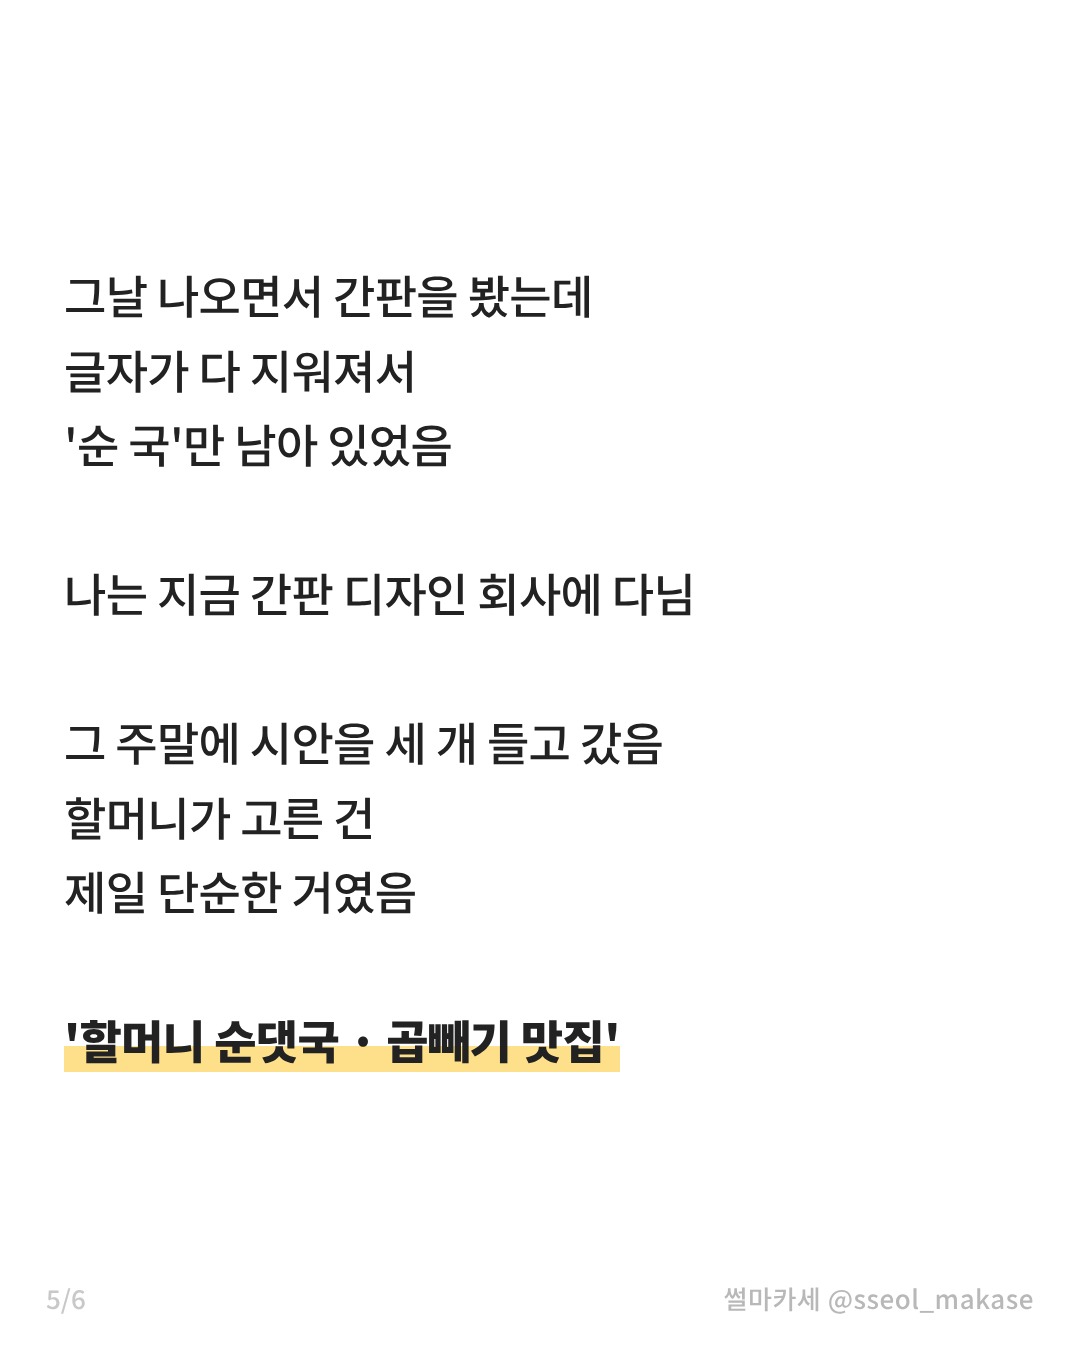 그날 나오면서 간판을 봤는데
글자가 다 지워져서
'순 국'만 남아 있었음
나는 지금 간판 디자인 회사에 다님
그 주말에 시안을 세 개 들고 갔음
할머니가 고른 건
제일 단순한 거였음
'할머니 순댓국 · 곱빼기 맛집'
5/6
썰마카세 @sseol_makase